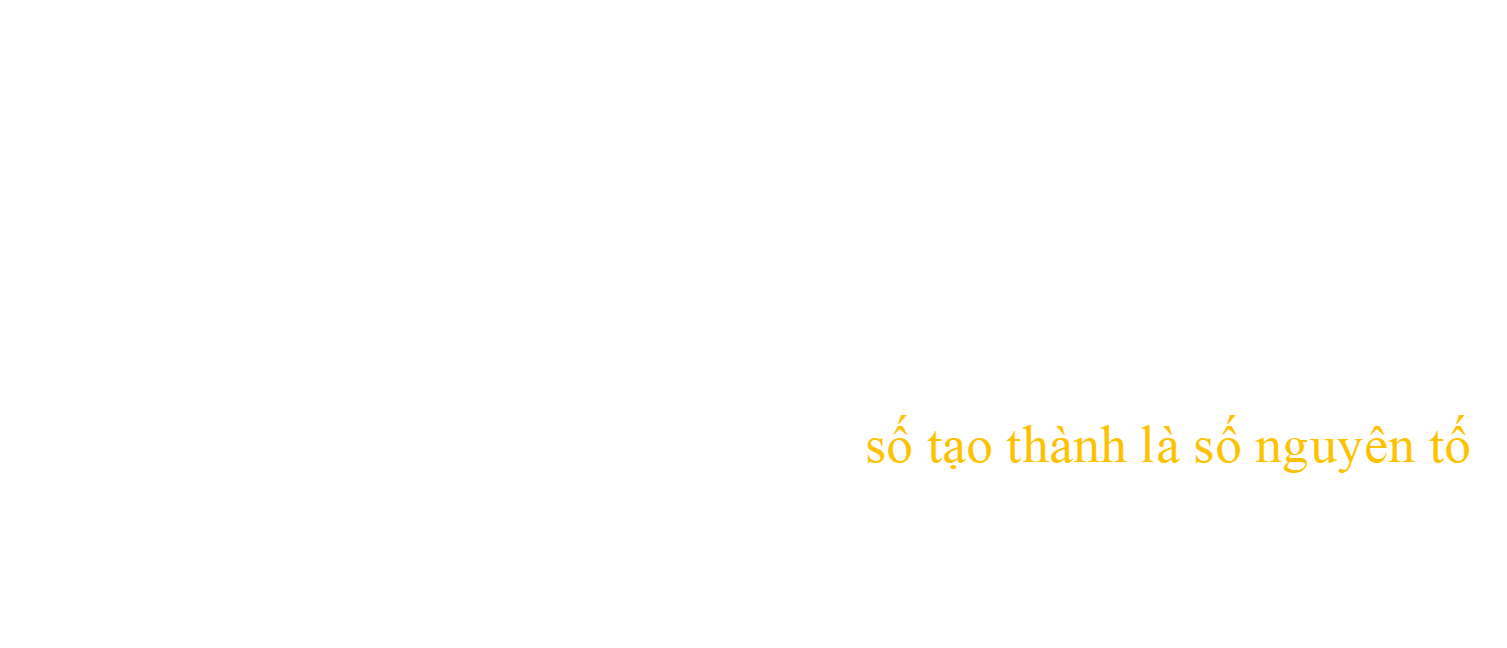 số tạo thành là số nguyên tố